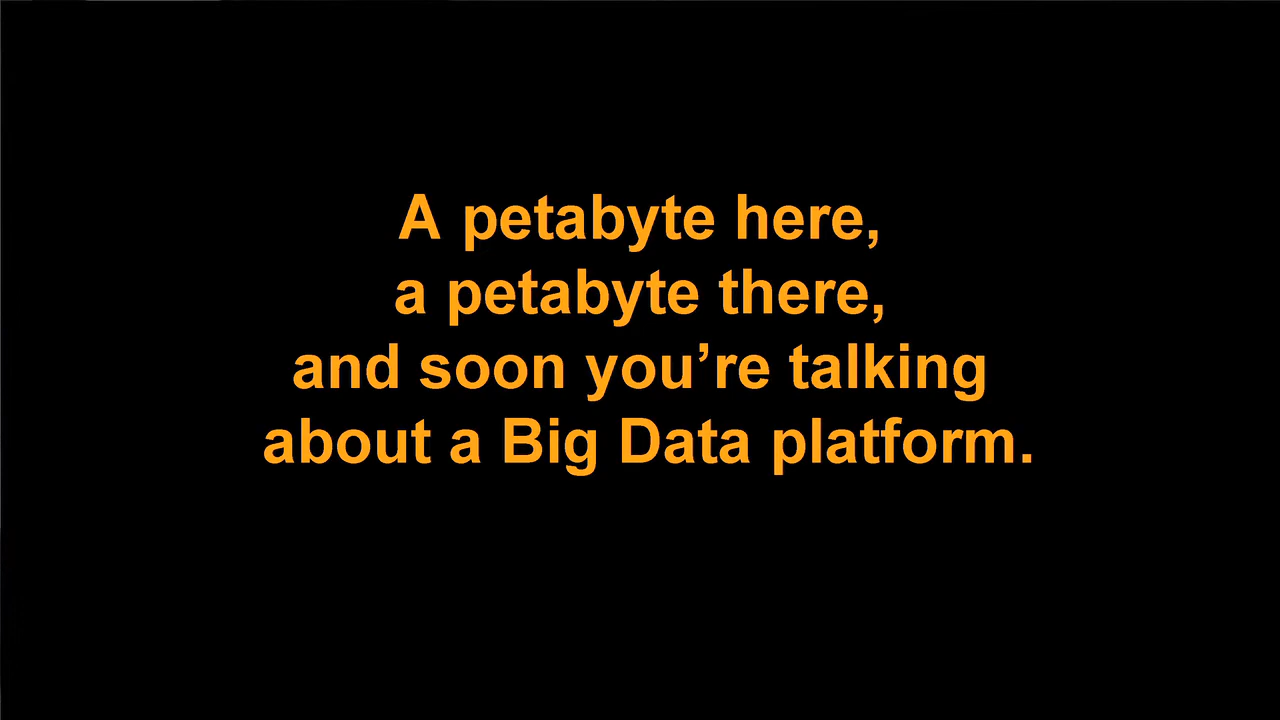 A petabyte here,
a petabyte there,
and soon you’re talking
about a Big Data platform.